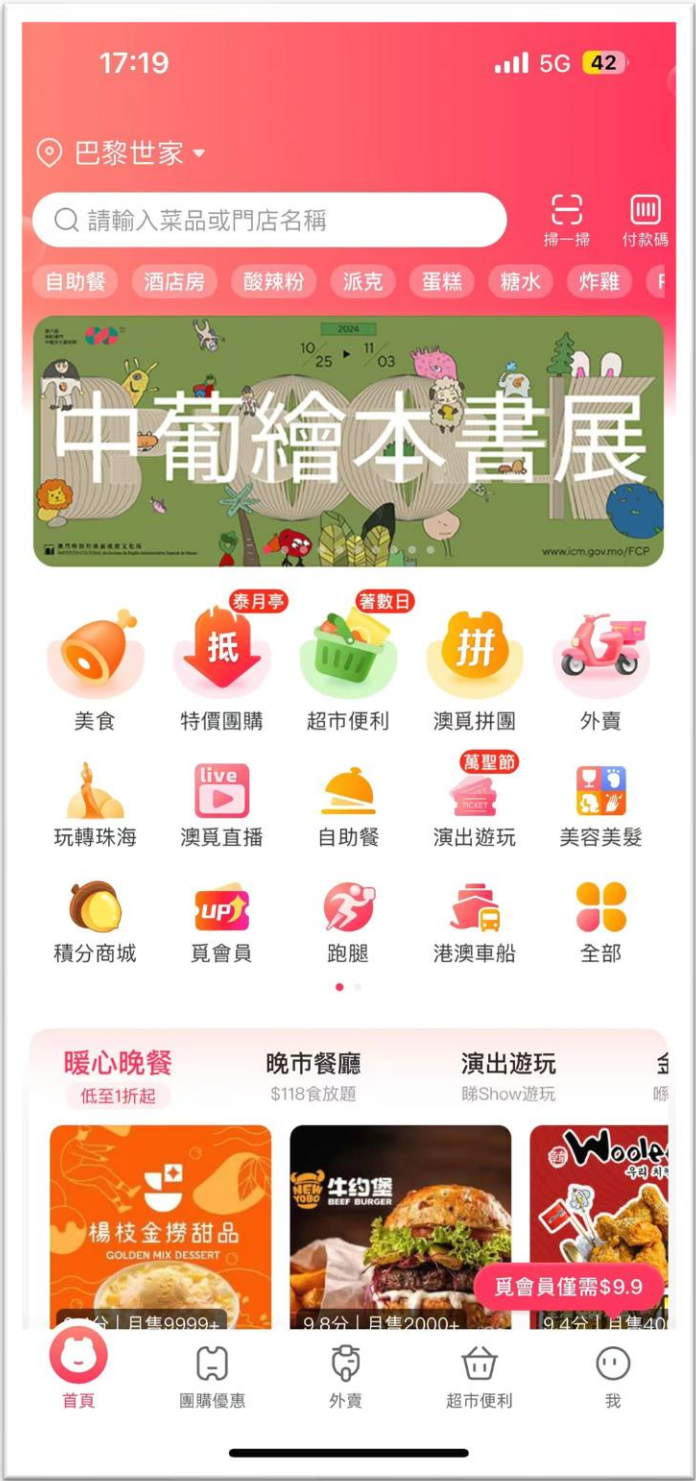 17:19
5G 42
巴黎世家
請輸入菜品或門店名稱
掃一掃
付款碼
自助餐 酒店房 酸辣粉 派克 蛋糕 糖水 炸雞
2024
10/25 ▶ 11/03
中葡繪本書展
www.icm.gov.mo/FCP
泰月亭 著數日
抵 拼
美食 特價團購 超市便利 澳覓拼團 外賣
萬聖節
live TICKET
玩轉珠海 澳覓直播 自助餐 演出遊玩 美容美髮
UP
積分商城 覓會員 跑腿 港澳車船 全部
暖心晚餐 晚市餐廳 演出遊玩
低至1折起 $118食放題 睇Show遊玩
楊枝金撈甜品
GOLDEN MIX DESSERT
NEW YOBO
牛约堡
BEEF BURGER
覓會員僅需$9.9
月售9999+
9.8分 | 月售2000+
9.4分 | 月售400
首頁 團購優惠 外賣 超市便利 我